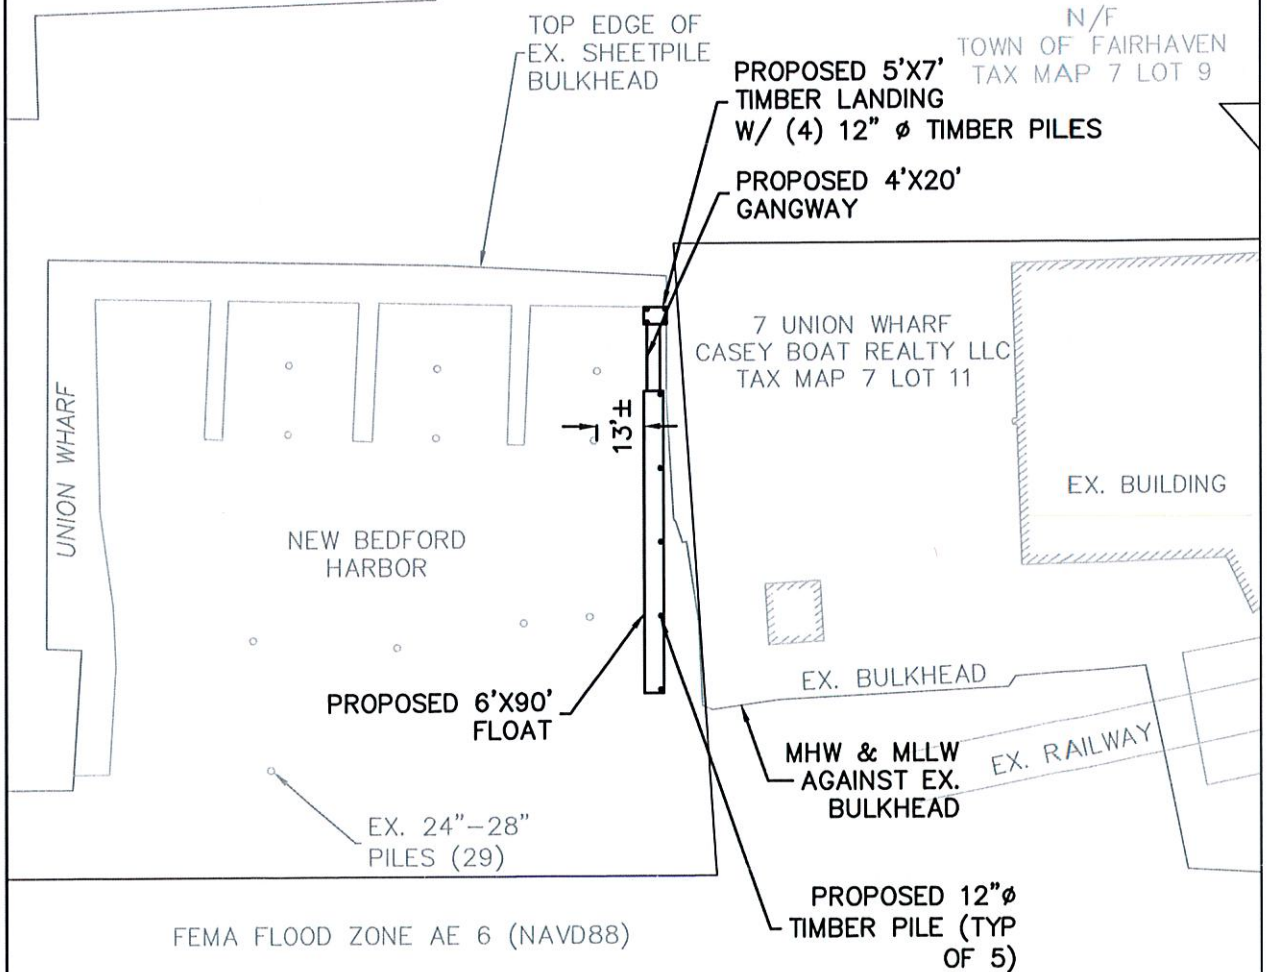 TOP EDGE OF
EX. SHEETPILE
BULKHEAD
N/F
TOWN OF FAIRHAVEN
TAX MAP 7 LOT 9
PROPOSED 5'X7'
TIMBER LANDING
W/ (4) 12" ø TIMBER PILES
PROPOSED 4'X20'
GANGWAY
7 UNION WHARF
CASEY BOAT REALTY LLC
TAX MAP 7 LOT 11
UNION WHARF
13'±
EX. BUILDING
NEW BEDFORD
HARBOR
EX. BULKHEAD
PROPOSED 6'X90'
FLOAT
MHW & MLLW
AGAINST EX.
BULKHEAD
EX. RAILWAY
EX. 24"-28"
PILES (29)
PROPOSED 12"ø
TIMBER PILE (TYP
OF 5)
FEMA FLOOD ZONE AE 6 (NAVD88)